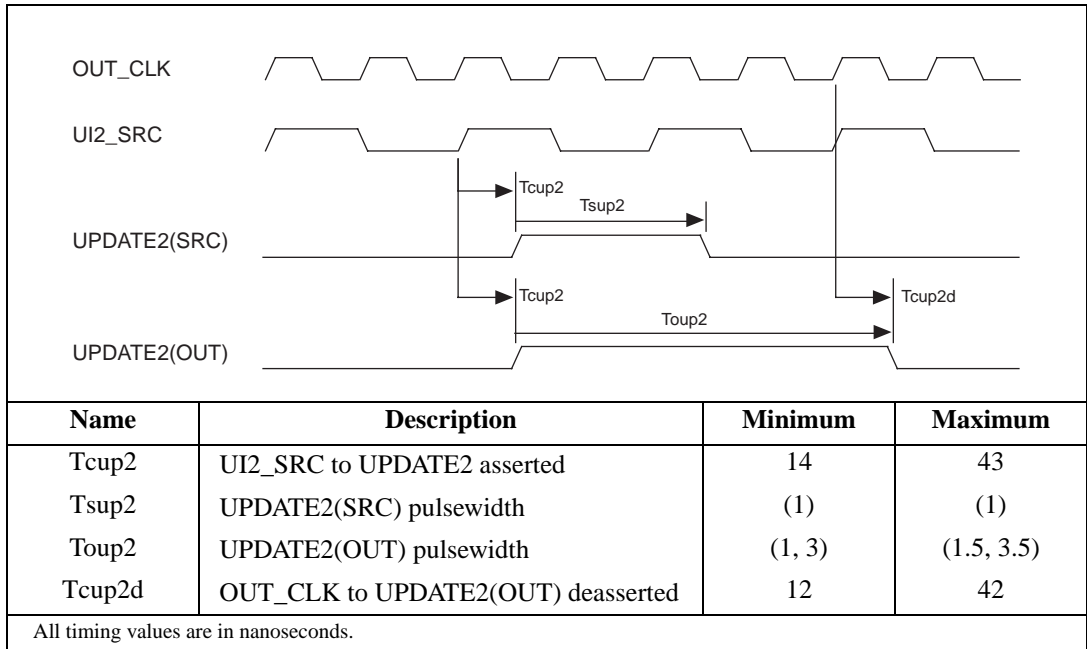 OUT_CLK
UI2_SRC
Tcup2
Tsup2
UPDATE2(SRC)
Tcup2
Tcup2d
Toup2
UPDATE2(OUT)
Name Description Minimum Maximum
Tcup2 UI2_SRC to UPDATE2 asserted 14 43
Tsup2 UPDATE2(SRC) pulsewidth (1) (1)
Toup2 UPDATE2(OUT) pulsewidth (1, 3) (1.5, 3.5)
Tcup2d OUT_CLK to UPDATE2(OUT) deasserted 12 42
All timing values are in nanoseconds.